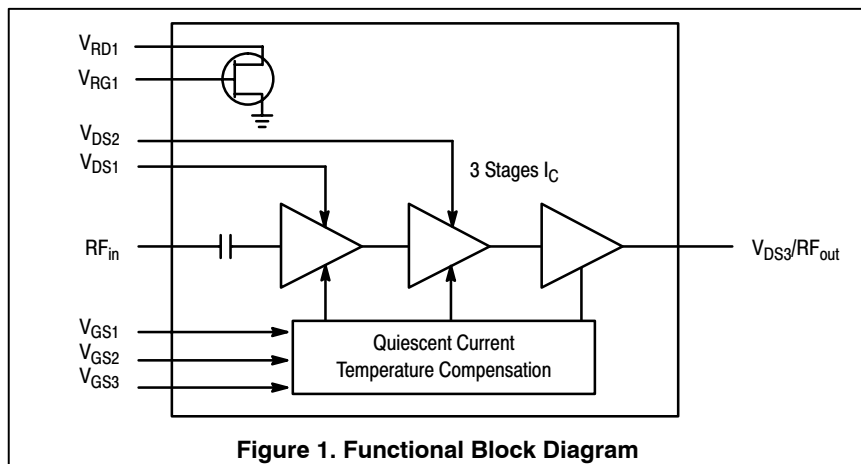 V_RD1
V_RG1
V_DS2
V_DS1
3 Stages I_C
RF_in
V_DS3/RF_out
V_GS1
V_GS2
V_GS3
Quiescent Current
Temperature Compensation
Figure 1. Functional Block Diagram